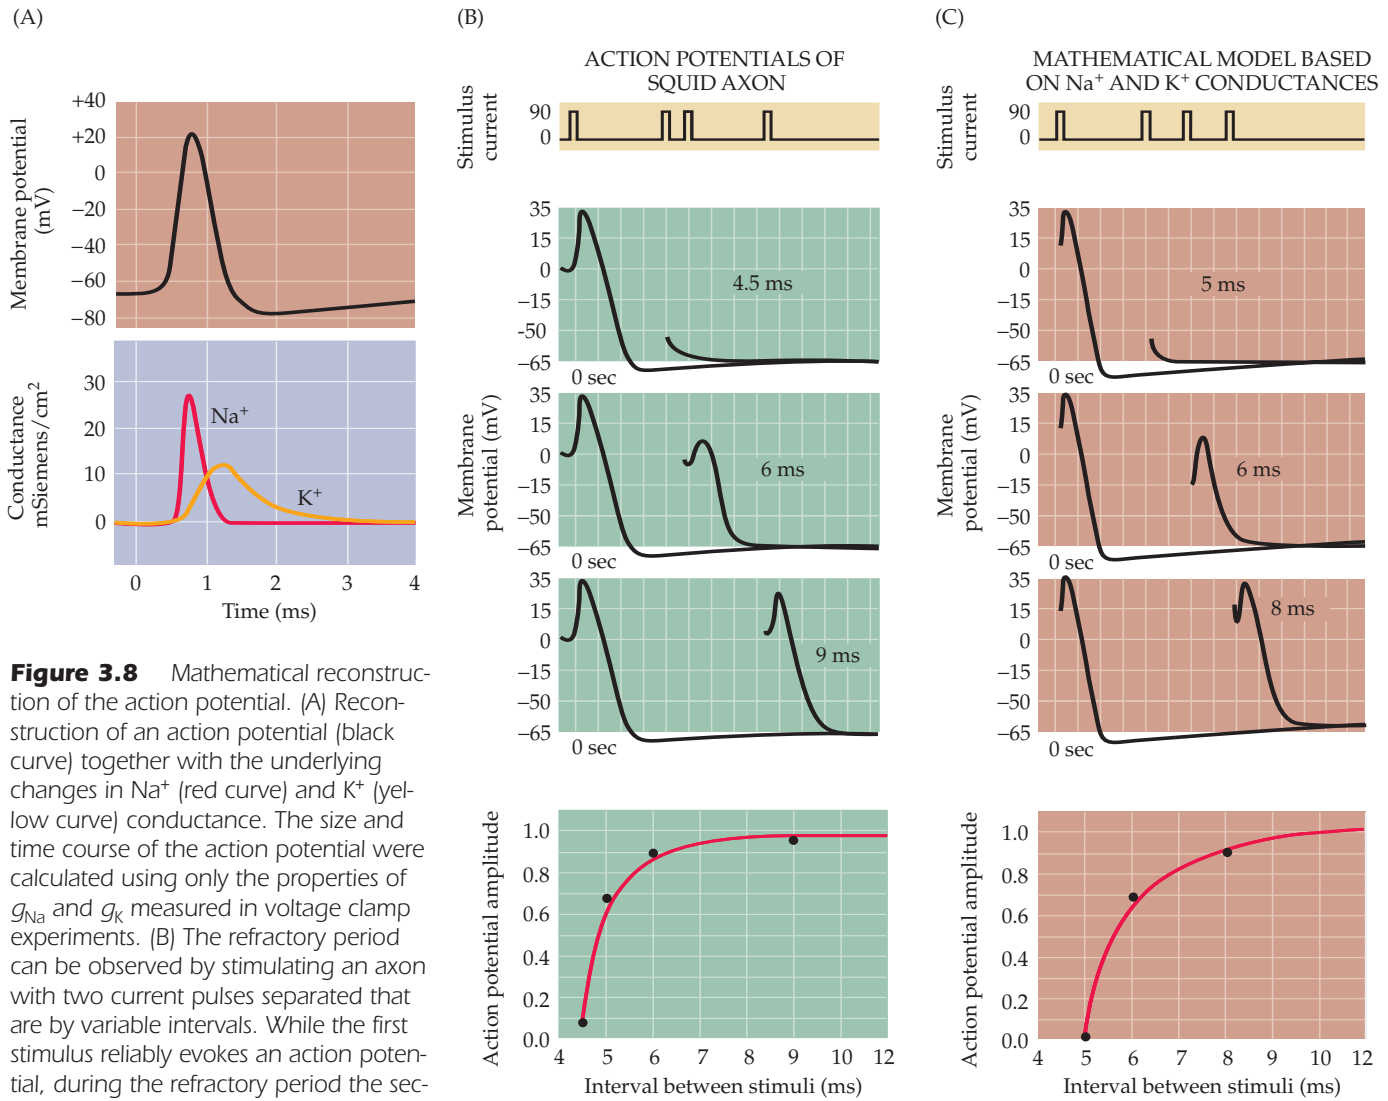 (A)
Membrane potential
(mV)
+40
+20
0
–20
–40
–60
–80
Conductance
mSiemens/cm²
30
20
10
0
Na⁺
K⁺
0 1 2 3 4
Time (ms)
Figure 3.8 Mathematical reconstruc-
tion of the action potential. (A) Recon-
struction of an action potential (black
curve) together with the underlying
changes in Na⁺ (red curve) and K⁺ (yel-
low curve) conductance. The size and
time course of the action potential were
calculated using only the properties of
gNa and gK measured in voltage clamp
experiments. (B) The refractory period
can be observed by stimulating an axon
with two current pulses separated that
are by variable intervals. While the first
stimulus reliably evokes an action poten-
tial, during the refractory period the sec-
(B)
ACTION POTENTIALS OF
SQUID AXON
Stimulus
current
90
0
Membrane
potential (mV)
35
15
0
–15
-50
–65
4.5 ms
0 sec
35
15
0
–15
–50
–65
6 ms
0 sec
35
15
0
–15
–50
–65
9 ms
0 sec
Action potential amplitude
1.0
0.8
0.6
0.4
0.2
0.0
4 5 6 7 8 9 10 12
Interval between stimuli (ms)
(C)
MATHEMATICAL MODEL BASED
ON Na⁺ AND K⁺ CONDUCTANCES
Stimulus
current
90
0
Membrane
potential (mV)
35
15
0
–15
–50
–65
5 ms
0 sec
35
15
0
–15
–50
–65
6 ms
0 sec
35
15
0
–15
–50
–65
8 ms
0 sec
Action potential amplitude
1.0
0.8
0.6
0.4
0.2
0.0
4 5 6 7 8 9 10 12
Interval between stimuli (ms)